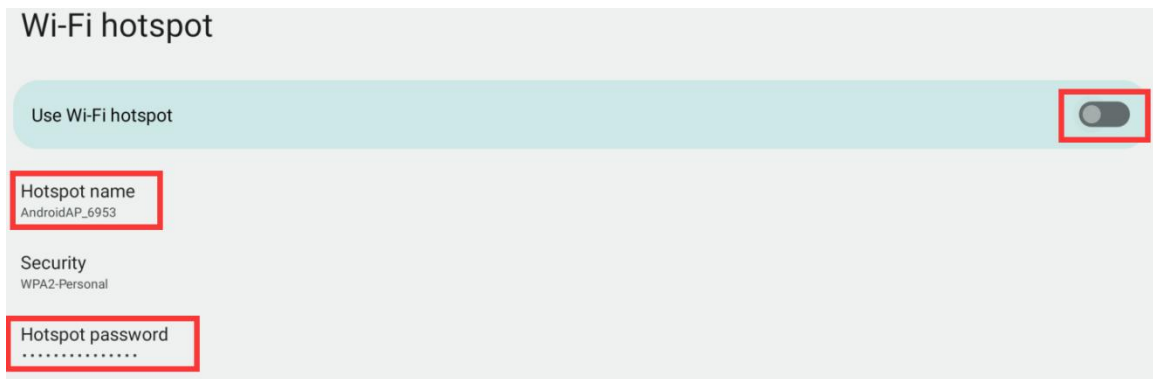 Wi-Fi hotspot
Use Wi-Fi hotspot
Hotspot name
AndroidAP_6953
Security
WPA2-Personal
Hotspot password
•••••••••••••••